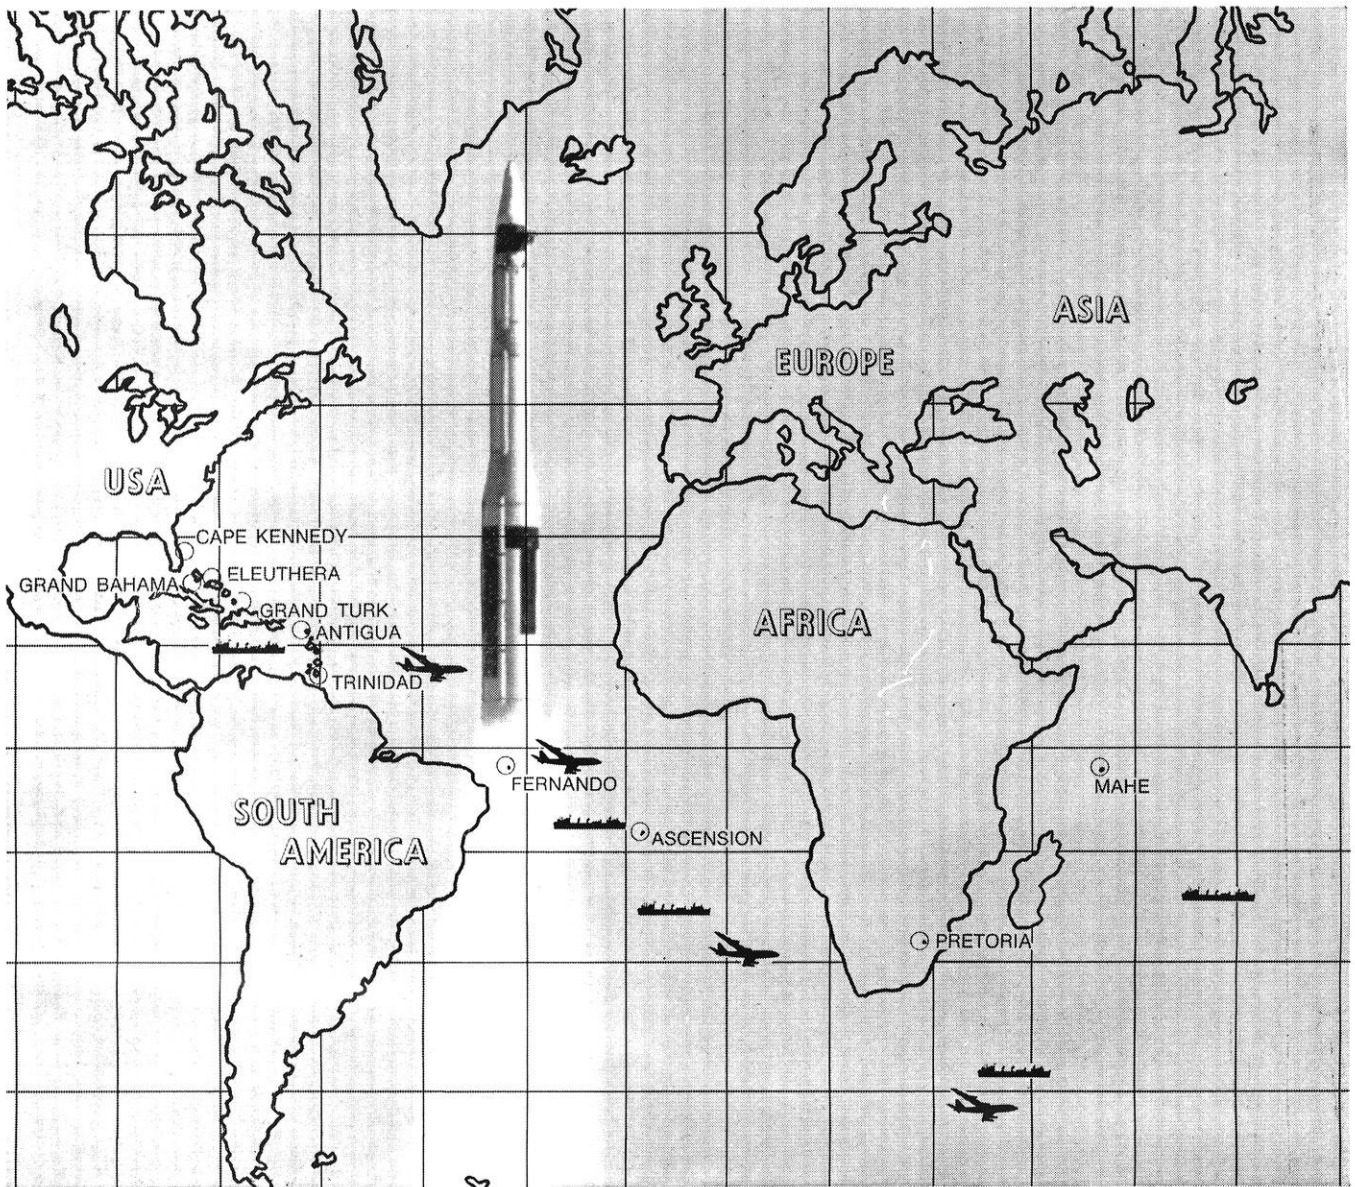 ASIA
EUROPE
USA
CAPE KENNEDY
ELEUTHERA
GRAND BAHAMA
GRAND TURK
ANTIGUA
AFRICA
TRINIDAD
FERNANDO
MAHE
SOUTH
AMERICA
ASCENSION
PRETORIA